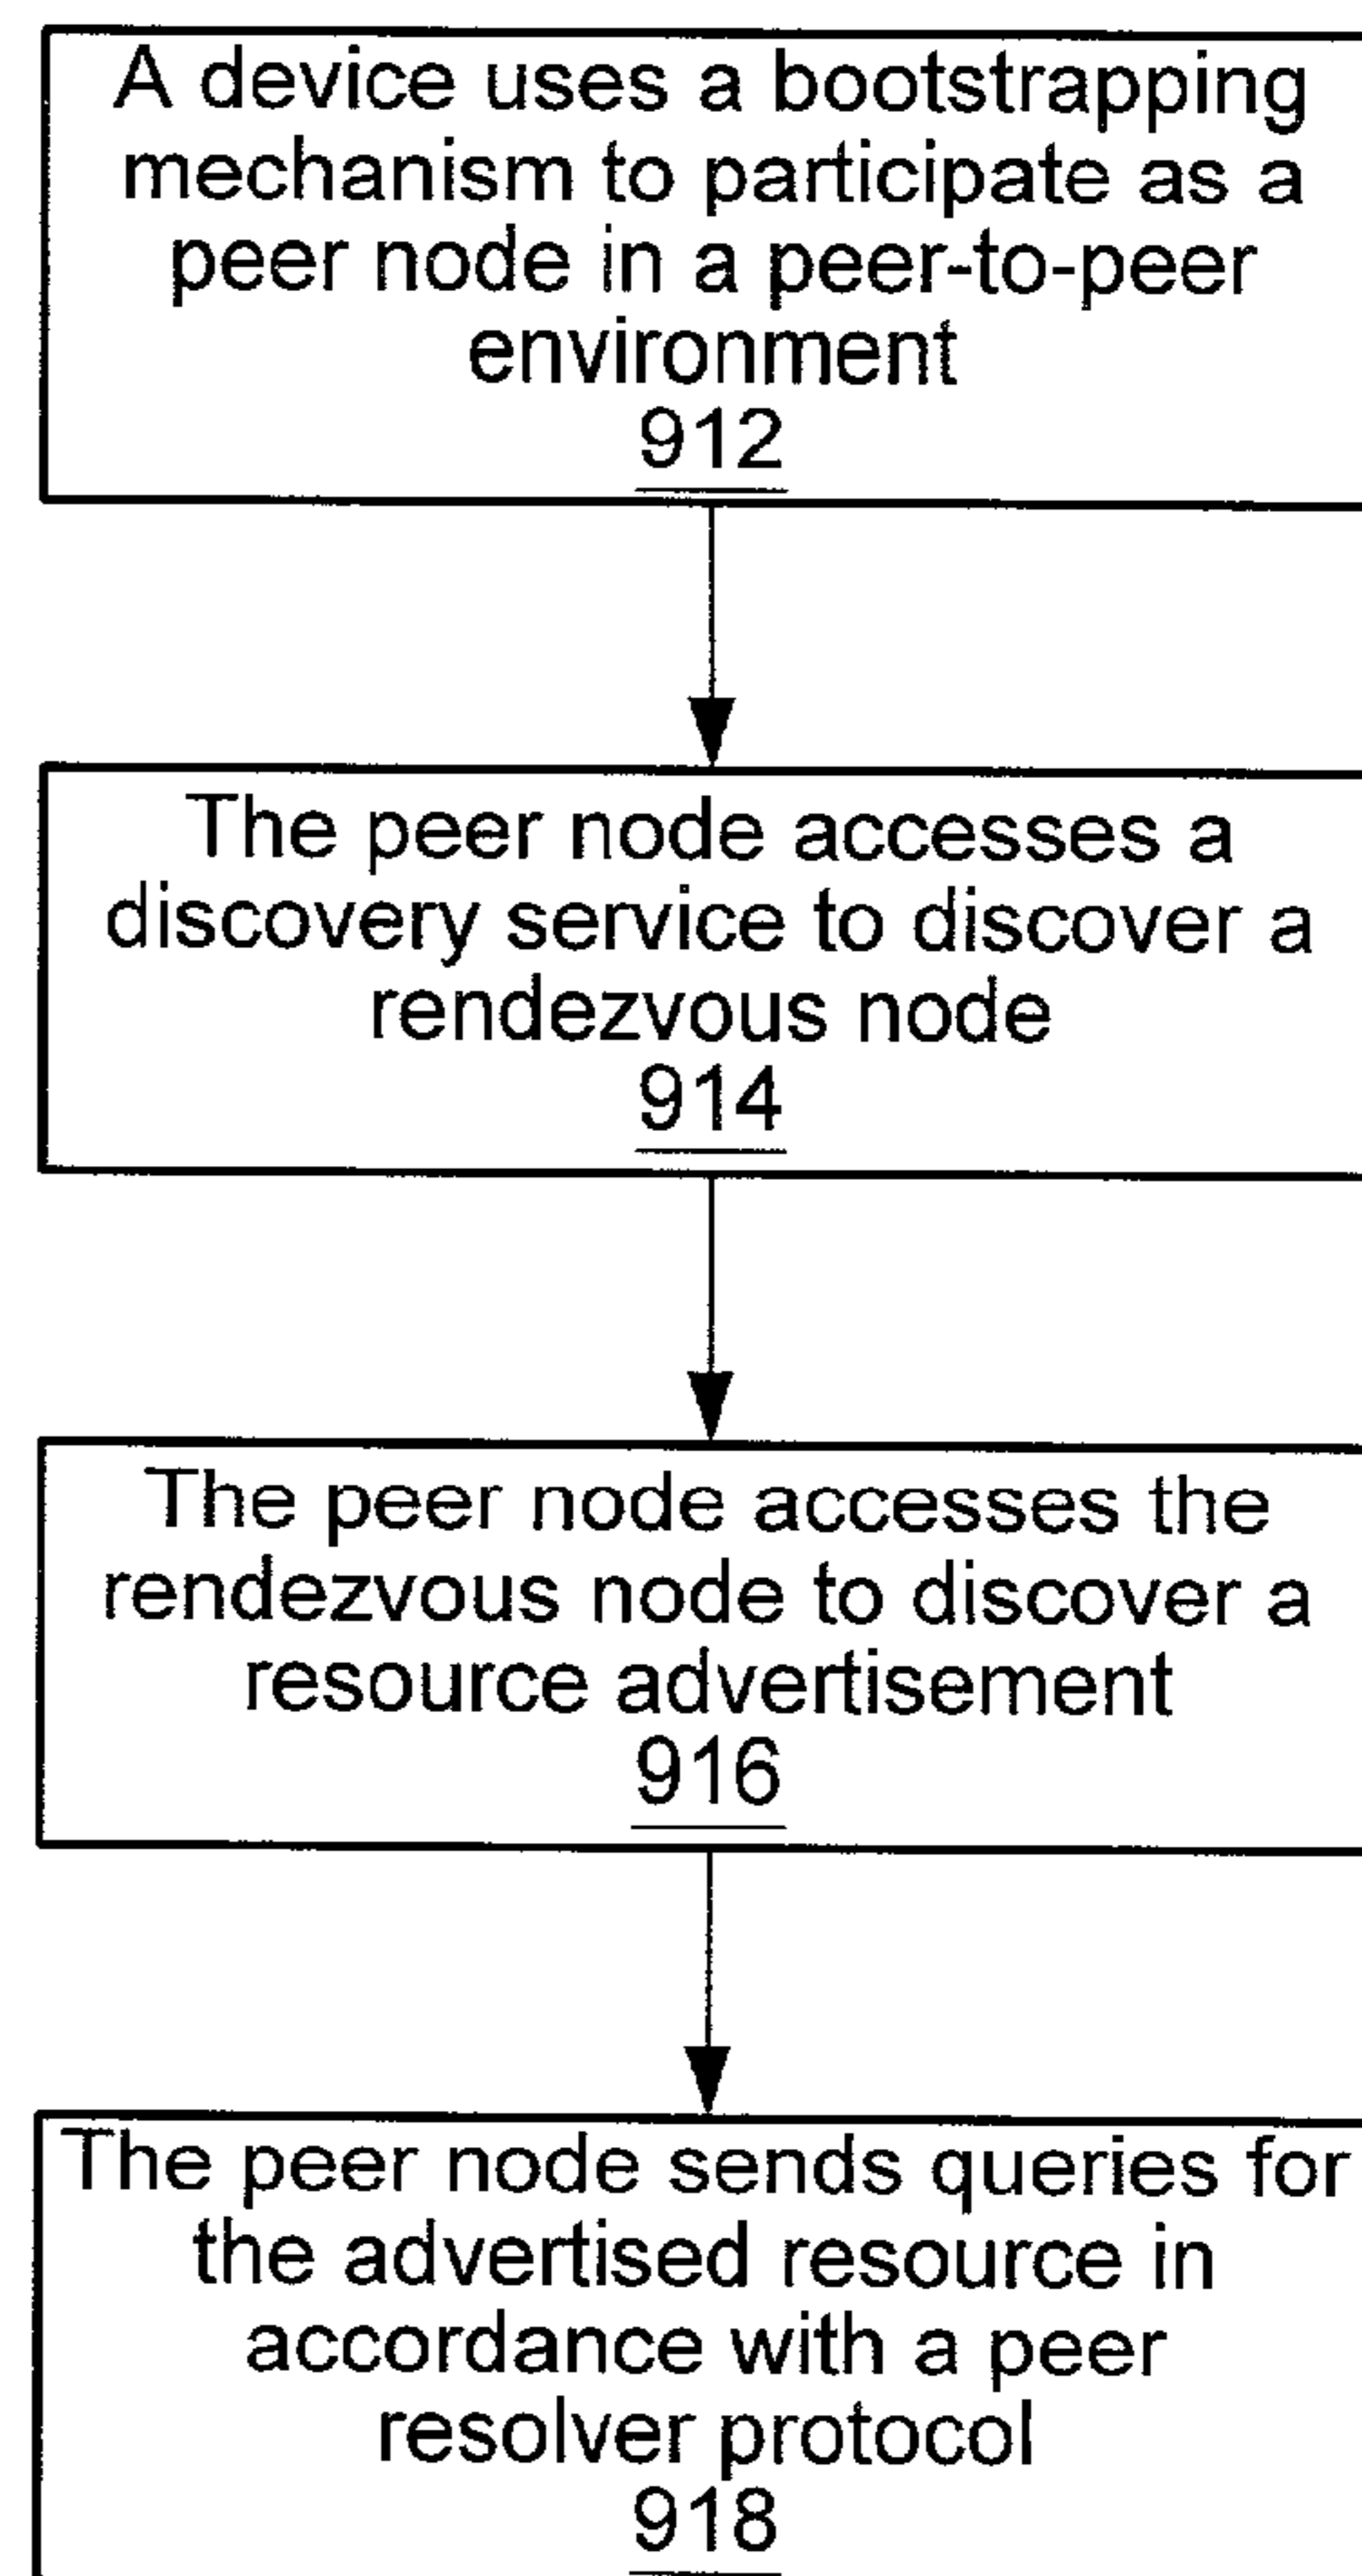 A device uses a bootstrapping
mechanism to participate as a
peer node in a peer-to-peer
environment
912
The peer node accesses a
discovery service to discover a
rendezvous node
914
The peer node accesses the
rendezvous node to discover a
resource advertisement
916
The peer node sends queries for
the advertised resource in
accordance with a peer
resolver protocol
918